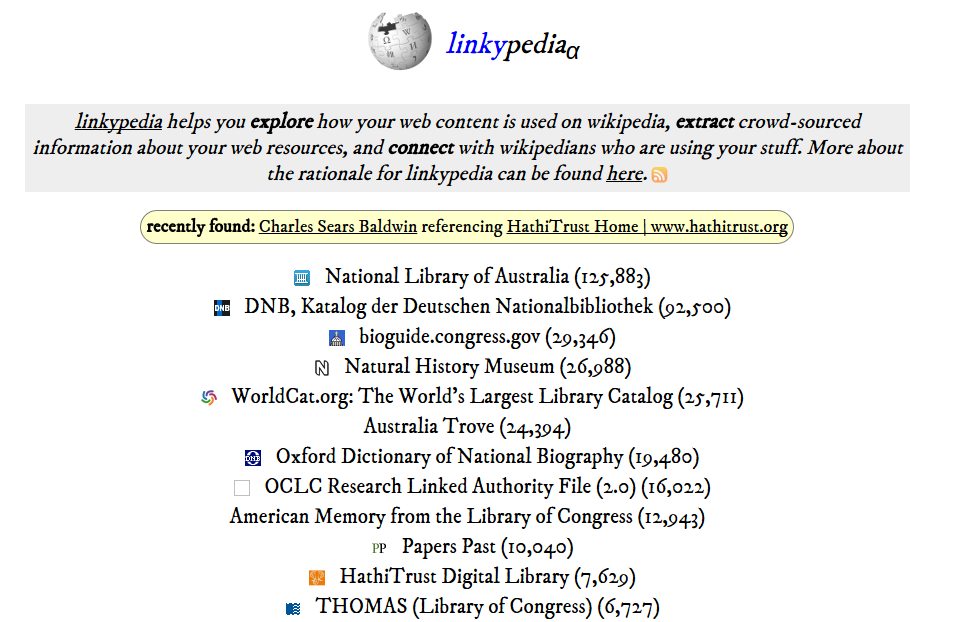 linkypediaα
linkypedia helps you explore how your web content is used on wikipedia, extract crowd-sourced
information about your web resources, and connect with wikipedians who are using your stuff. More about
the rationale for linkypedia can be found here.
recently found: Charles Sears Baldwin referencing HathiTrust Home | www.hathitrust.org
National Library of Australia (125,883)
DNB DNB, Katalog der Deutschen Nationalbibliothek (92,500)
bioguide.congress.gov (29,346)
N Natural History Museum (26,988)
WorldCat.org: The World's Largest Library Catalog (25,711)
Australia Trove (24,394)
DNB Oxford Dictionary of National Biography (19,480)
OCLC Research Linked Authority File (2.0) (16,022)
American Memory from the Library of Congress (12,943)
PP Papers Past (10,040)
HathiTrust Digital Library (7,629)
THOMAS (Library of Congress) (6,727)